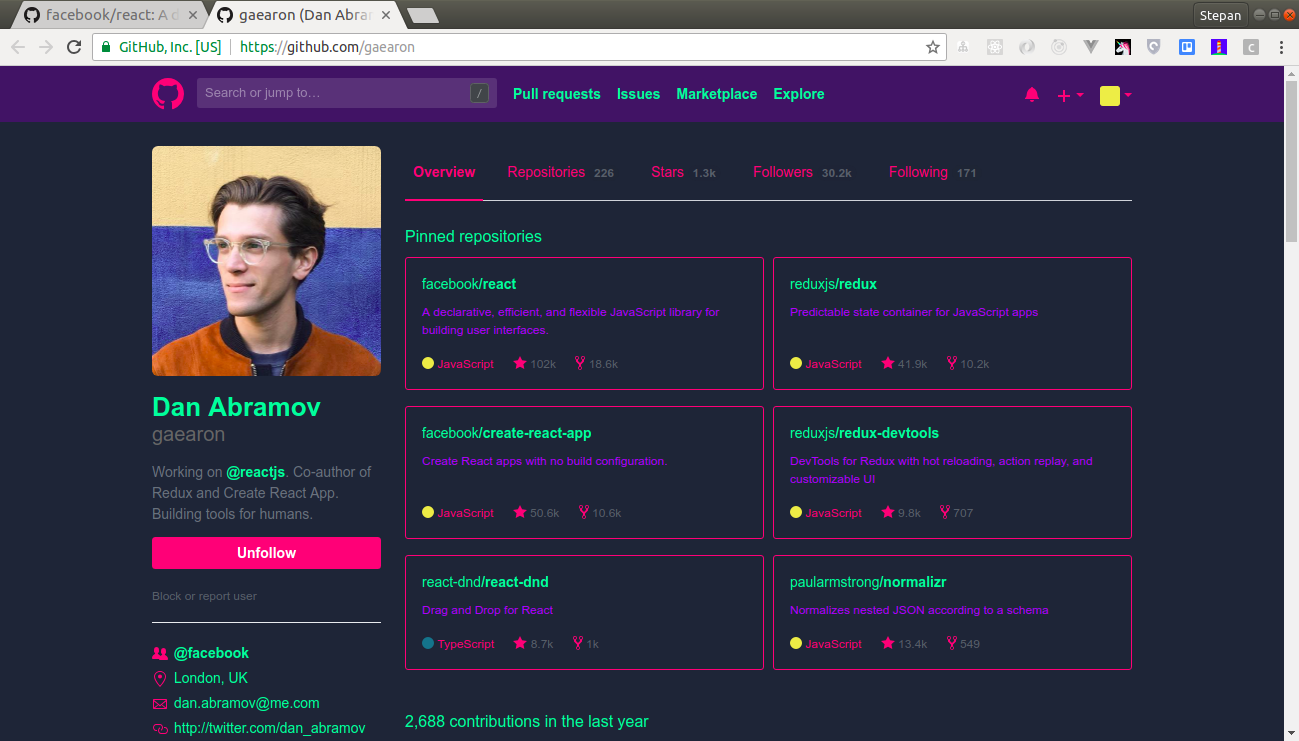 facebook/react: A d
gaearon (Dan Abrar
Stepan
GitHub, Inc. [US]
https://github.com/gaearon
Search or jump to…
/
Pull requests
Issues
Marketplace
Explore
Overview
Repositories 226
Stars 1.3k
Followers 30.2k
Following 171
Dan Abramov
gaearon
Working on @reactjs. Co-author of
Redux and Create React App.
Building tools for humans.
Unfollow
Block or report user
@facebook
London, UK
dan.abramov@me.com
http://twitter.com/dan_abramov
Pinned repositories
facebook/react
A declarative, efficient, and flexible JavaScript library for
building user interfaces.
JavaScript 102k 18.6k
reduxjs/redux
Predictable state container for JavaScript apps
JavaScript 41.9k 10.2k
facebook/create-react-app
Create React apps with no build configuration.
JavaScript 50.6k 10.6k
reduxjs/redux-devtools
DevTools for Redux with hot reloading, action replay, and
customizable UI
JavaScript 9.8k 707
react-dnd/react-dnd
Drag and Drop for React
TypeScript 8.7k 1k
paularmstrong/normalizr
Normalizes nested JSON according to a schema
JavaScript 13.4k 549
2,688 contributions in the last year